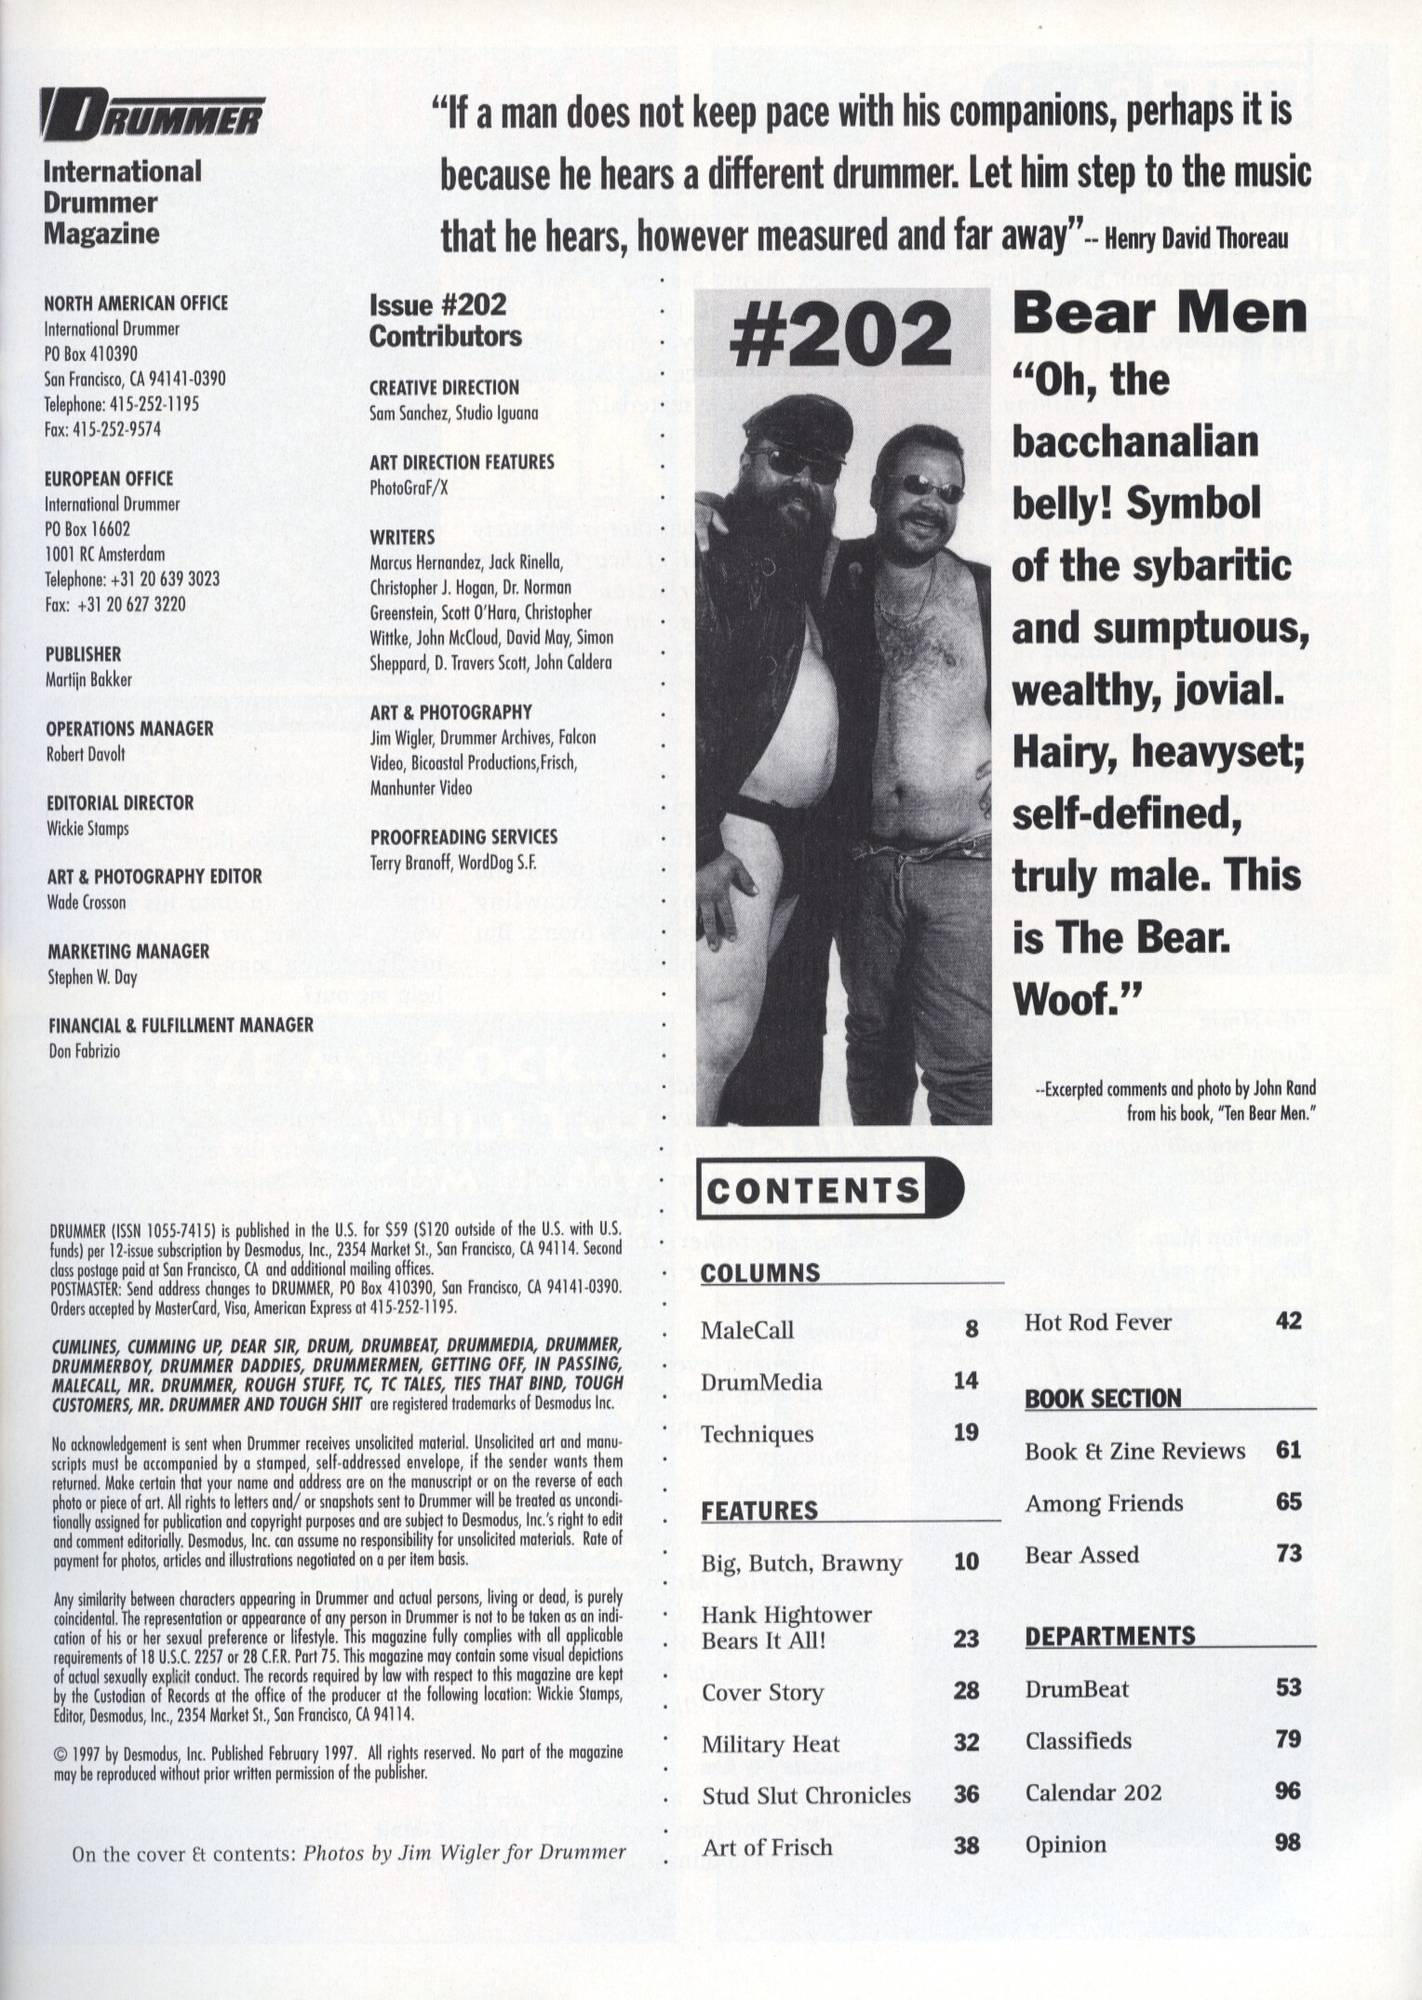 DRUMMER
International
Drummer
Magazine
“If a man does not keep pace with his companions, perhaps it is
because he hears a different drummer. Let him step to the music
that he hears, however measured and far away”-- Henry David Thoreau
NORTH AMERICAN OFFICE
International Drummer
PO Box 410390
San Francisco, CA 94141-0390
Telephone: 415-252-1195
Fax: 415-252-9574
EUROPEAN OFFICE
International Drummer
PO Box 16602
1001 RC Amsterdam
Telephone: +31 20 639 3023
Fax: +31 20 627 3220
PUBLISHER
Martijn Bakker
OPERATIONS MANAGER
Robert Davolt
EDITORIAL DIRECTOR
Wickie Stamps
ART & PHOTOGRAPHY EDITOR
Wade Crosson
MARKETING MANAGER
Stephen W. Day
FINANCIAL & FULFILLMENT MANAGER
Don Fabrizio
Issue #202
Contributors
CREATIVE DIRECTION
Sam Sanchez, Studio Iguana
ART DIRECTION FEATURES
PhotoGraF/X
WRITERS
Marcus Hernandez, Jack Rinella,
Christopher J. Hogan, Dr. Norman
Greenstein, Scott O'Hara, Christopher
Wittke, John McCloud, David May, Simon
Sheppard, D. Travers Scott, John Caldera
ART & PHOTOGRAPHY
Jim Wigler, Drummer Archives, Falcon
Video, Bicoastal Productions,Frisch,
Manhunter Video
PROOFREADING SERVICES
Terry Branoff, WordDog S.F.
#202
Bear Men
“Oh, the
bacchanalian
belly! Symbol
of the sybaritic
and sumptuous,
wealthy, jovial.
Hairy, heavyset;
self-defined,
truly male. This
is The Bear.
Woof.”
--Excerpted comments and photo by John Rand
from his book, “Ten Bear Men.”
DRUMMER (ISSN 1055-7415) is published in the U.S. for $59 ($120 outside of the U.S. with U.S.
funds) per 12-issue subscription by Desmodus, Inc., 2354 Market St., San Francisco, CA 94114. Second
class postage paid at San Francisco, CA and additional mailing offices.
POSTMASTER: Send address changes to DRUMMER, PO Box 410390, San Francisco, CA 94141-0390.
Orders accepted by MasterCard, Visa, American Express at 415-252-1195.
CUMLINES, CUMMING UP, DEAR SIR, DRUM, DRUMBEAT, DRUMMEDIA, DRUMMER,
DRUMMERBOY, DRUMMER DADDIES, DRUMMERMEN, GETTING OFF, IN PASSING,
MALECALL, MR. DRUMMER, ROUGH STUFF, TC, TC TALES, TIES THAT BIND, TOUGH
CUSTOMERS, MR. DRUMMER AND TOUGH SHIT are registered trademarks of Desmodus Inc.
No acknowledgement is sent when Drummer receives unsolicited material. Unsolicited art and manu-
scripts must be accompanied by a stamped, self-addressed envelope, if the sender wants them
returned. Make certain that your name and address are on the manuscript or on the reverse of each
photo or piece of art. All rights to letters and/ or snapshots sent to Drummer will be treated as uncondi-
tionally assigned for publication and copyright purposes and are subject to Desmodus, Inc.'s right to edit
and comment editorially. Desmodus, Inc. can assume no responsibility for unsolicited materials. Rate of
payment for photos, articles and illustrations negotiated on a per item basis.
Any similarity between characters appearing in Drummer and actual persons, living or dead, is purely
coincidental. The representation or appearance of any person in Drummer is not to be taken as an indi-
cation of his or her sexual preference or lifestyle. This magazine fully complies with all applicable
requirements of 18 U.S.C. 2257 or 28 C.F.R. Part 75. This magazine may contain some visual depictions
of actual sexually explicit conduct. The records required by law with respect to this magazine are kept
by the Custodian of Records at the office of the producer at the following location: Wickie Stamps,
Editor, Desmodus, Inc., 2354 Market St., San Francisco, CA 94114.
© 1997 by Desmodus, Inc. Published February 1997. All rights reserved. No part of the magazine
may be reproduced without prior written permission of the publisher.
On the cover & contents: Photos by Jim Wigler for Drummer
CONTENTS
COLUMNS
MaleCall 8
DrumMedia 14
Techniques 19
FEATURES
Big, Butch, Brawny 10
Hank Hightower
Bears It All! 23
Cover Story 28
Military Heat 32
Stud Slut Chronicles 36
Art of Frisch 38
Hot Rod Fever 42
BOOK SECTION
Book & Zine Reviews 61
Among Friends 65
Bear Assed 73
DEPARTMENTS
DrumBeat 53
Classifieds 79
Calendar 202 96
Opinion 98